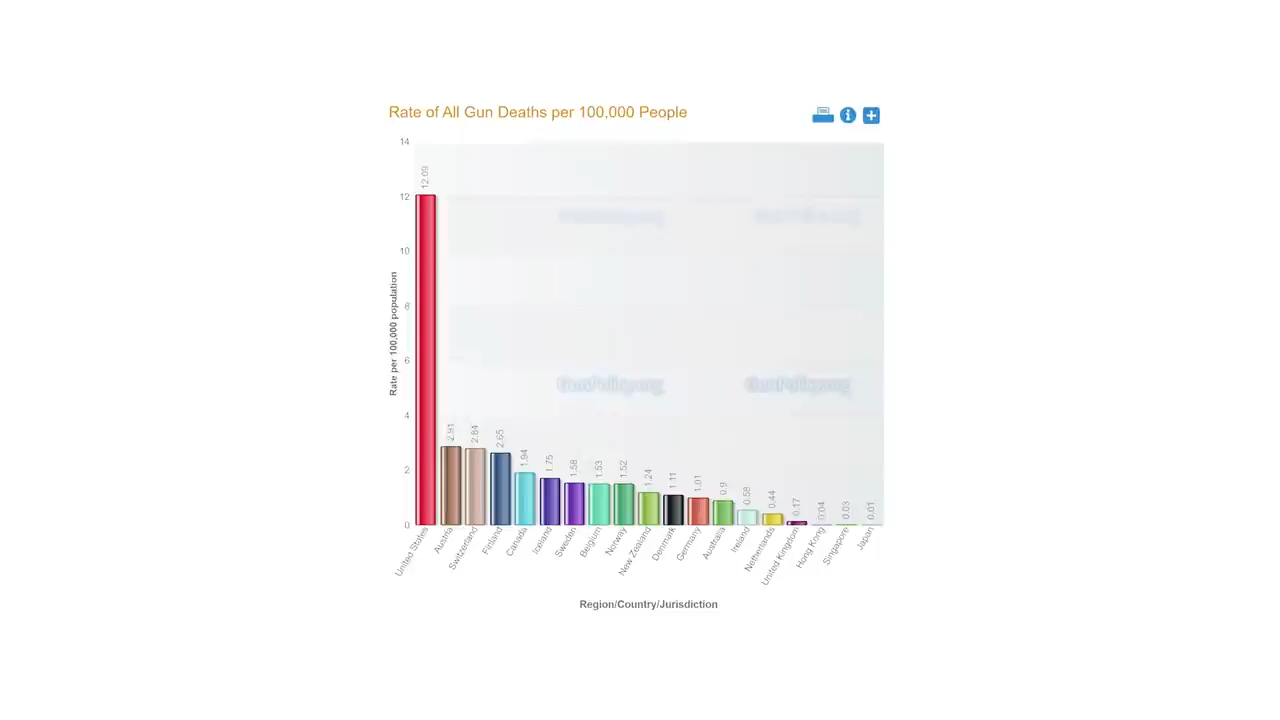 Rate of All Gun Deaths per 100,000 People
Rate per 100,000 population
14
12
10
8
6
4
2
0
12.09
2.91
2.84
2.65
1.94
1.75
1.58
1.53
1.52
1.24
1.11
1.01
0.9
0.58
0.44
0.17
0.04
0.03
0.01
United States
Austria
Switzerland
Finland
Canada
Iceland
Sweden
Belgium
Norway
New Zealand
Denmark
Germany
Australia
Ireland
Netherlands
United Kingdom
Hong Kong
Singapore
Japan
Region/Country/Jurisdiction